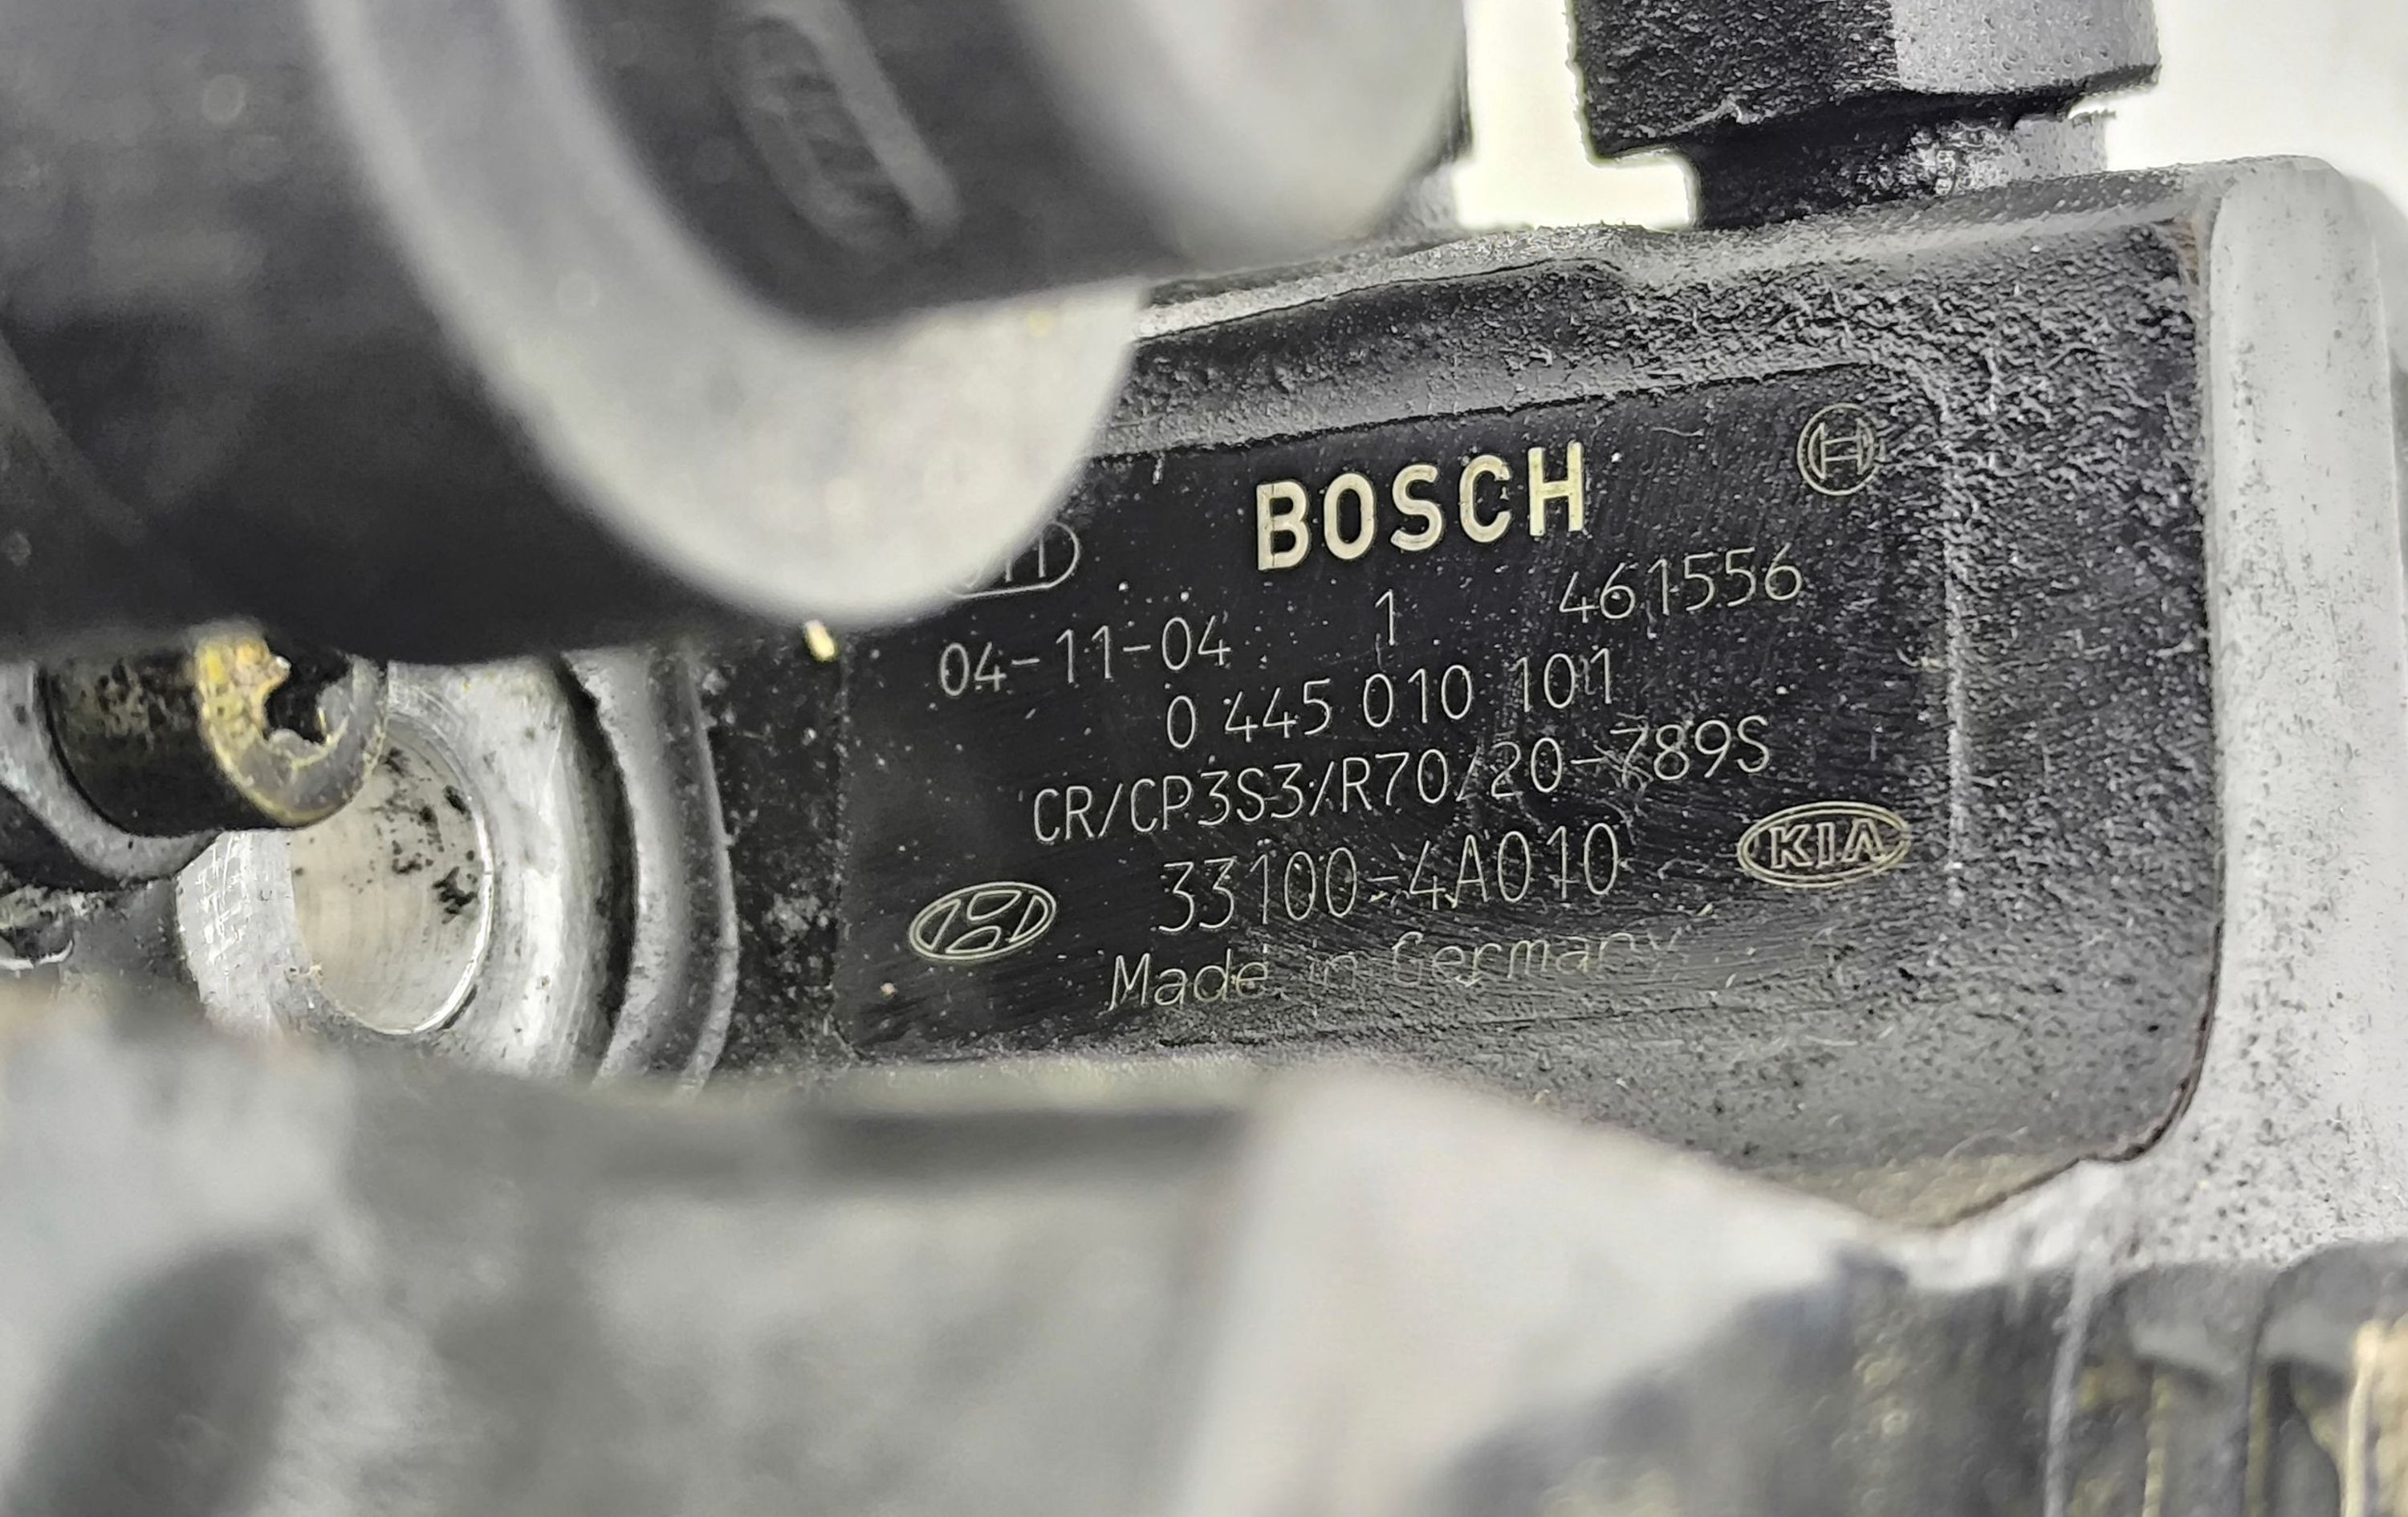 BOSCH
04-11-04 1 461556
0 445 010 101
CR/CP3S3/R70/20-789S
33100-4A010
KIA
Made in Germany